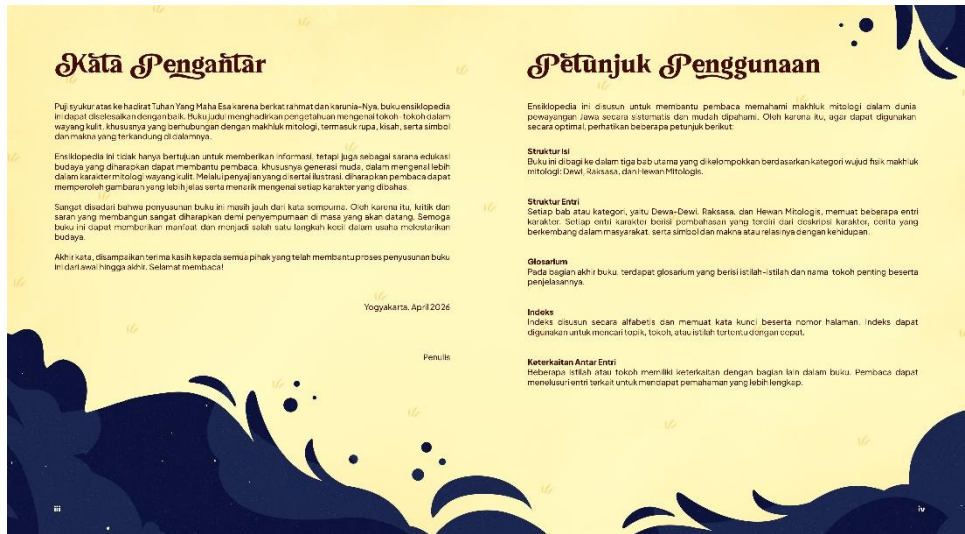 Kata Pengantar
Puji syukur atas ke hadirat Tuhan Yang Maha Esa karena berkat rahmat dan karunia-Nya, buku ensiklopedia
ini dapat diselesaikan dengan baik. Buku judul menghadirkan pengetahuan mengenai tokoh-tokoh dalam
wayang kulit, khususnya yang berhubungan dengan makhluk mitologi, termasuk rupa, kisah, serta simbol
dan makna yang terkandung di dalamnya.
Ensiklopedia ini tidak hanya bertujuan untuk memberikan informasi, tetapi juga sebagai sarana edukasi
budaya yang diharapkan dapat membantu pembaca, khususnya generasi muda, dalam mengenal lebih
dalam karakter mitologi wayang kulit. Melalui penyajian yang disertai ilustrasi, diharapkan pembaca dapat
memperoleh gambaran yang lebih jelas serta menarik mengenai setiap karakter yang dibahas.
Sangat disadari bahwa penyusunan buku ini masih jauh dari kata sempurna. Oleh karena itu, kritik dan
saran yang membangun sangat diharapkan demi penyempurnaan di masa yang akan datang. Semoga
buku ini dapat memberikan manfaat dan menjadi salah satu langkah kecil dalam usaha melestarikan
budaya.
Akhir kata, disampaikan terima kasih kepada semua pihak yang telah membantu proses penyusunan buku
ini dari awal hingga akhir. Selamat membaca!
Yogyakarta, April 2026
Penulis
iii
Petunjuk Penggunaan
Ensiklopedia ini disusun untuk membantu pembaca memahami makhluk mitologi dalam dunia
pewayangan Jawa secara sistematis dan mudah dipahami. Oleh karena itu, agar dapat digunakan
secara optimal, perhatikan beberapa petunjuk berikut:
Struktur Isi
Buku ini dibagi ke dalam tiga bab utama yang dikelompokkan berdasarkan kategori wujud fisik makhluk
mitologi: Dewi, Raksasa, dan Hewan Mitologis.
Struktur Entri
Setiap bab atau kategori, yaitu Dewa-Dewi, Raksasa, dan Hewan Mitologis, memuat beberapa entri
karakter. Setiap entri karakter berisi pembahasan yang terdiri dari deskripsi karakter, cerita yang
berkembang dalam masyarakat, serta simbol dan makna atau relasinya dengan kehidupan.
Glosarium
Pada bagian akhir buku, terdapat glosarium yang berisi istilah-istilah dan nama tokoh penting beserta
penjelasannya.
Indeks
Indeks disusun secara alfabetis dan memuat kata kunci beserta nomor halaman. Indeks dapat
digunakan untuk mencari topik, tokoh, atau istilah tertentu dengan cepat.
Keterkaitan Antar Entri
Beberapa istilah atau tokoh memiliki keterkaitan dengan bagian lain dalam buku. Pembaca dapat
menelusuri entri terkait untuk mendapat pemahaman yang lebih lengkap.
iv